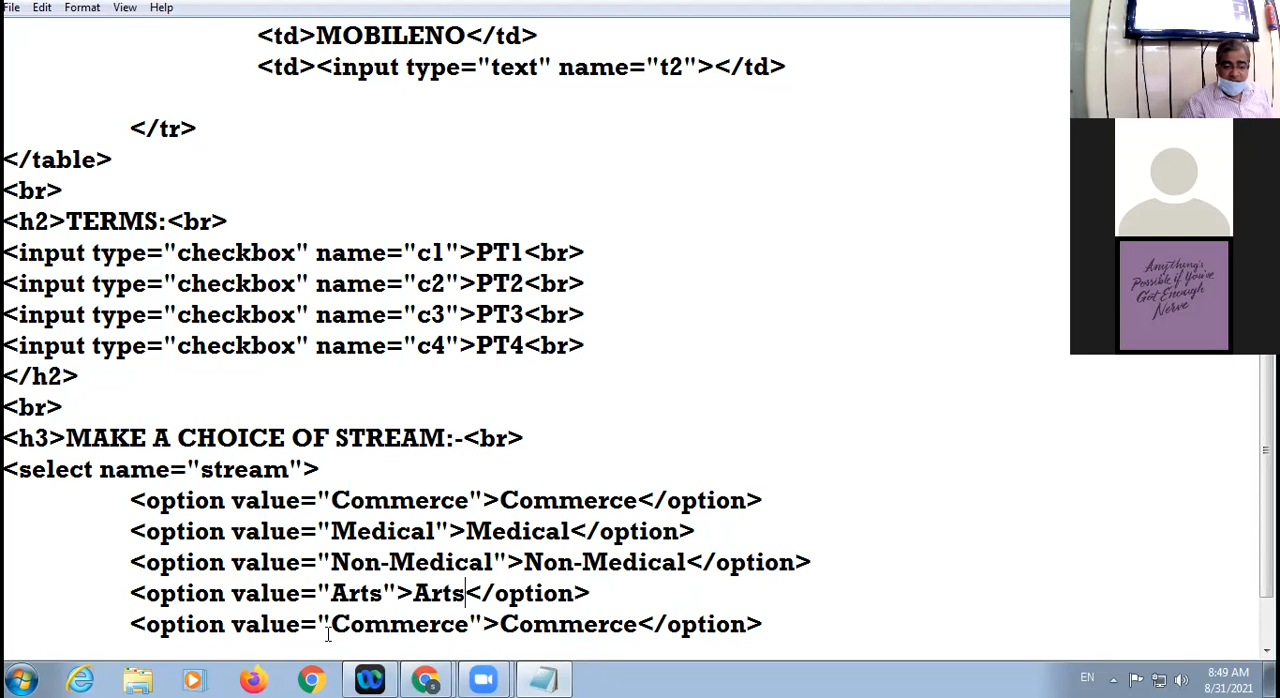 File Edit Format View Help
<td>MOBILENO</td>
<td><input type="text" name="t2"></td>
</tr>
</table>
<br>
<h2>TERMS:<br>
<input type="checkbox" name="c1">PT1<br>
<input type="checkbox" name="c2">PT2<br>
<input type="checkbox" name="c3">PT3<br>
<input type="checkbox" name="c4">PT4<br>
</h2>
<br>
<h3>MAKE A CHOICE OF STREAM:-<br>
<select name="stream">
<option value="Commerce">Commerce</option>
<option value="Medical">Medical</option>
<option value="Non-Medical">Non-Medical</option>
<option value="Arts">Arts</option>
<option value="Commerce">Commerce</option>
Anything's
Possible if You've
Got Enough
Nerve
EN
8:49 AM
8/31/2021